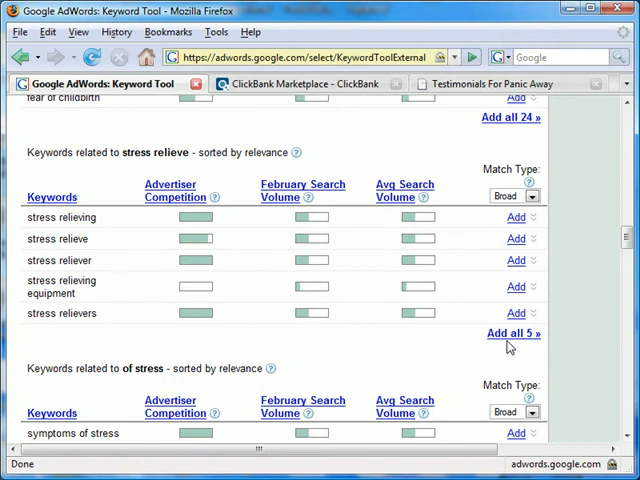 Google AdWords: Keyword Tool - Mozilla Firefox
File Edit View History Bookmarks Tools Help
https://adwords.google.com/select/KeywordToolExternal Google
Google AdWords: Keyword Tool ClickBank Marketplace - ClickBank Testimonials For Panic Away
fear of childbirth Add
Add all 24 »
Keywords related to stress relieve - sorted by relevance ?
Match Type:
?
Keywords Advertiser Competition ? February Search Volume ? Avg Search Volume ? Broad
stress relieving Add
stress relieve Add
stress reliever Add
stress relieving equipment Add
stress relievers Add
Add all 5 »
Keywords related to of stress - sorted by relevance ?
Match Type:
?
Keywords Advertiser Competition ? February Search Volume ? Avg Search Volume ? Broad
symptoms of stress Add
Done adwords.google.com